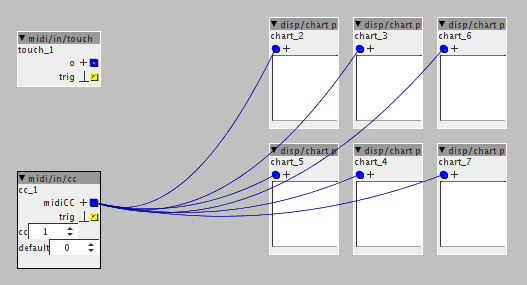 midi/in/touch
touch_1
o
trig
midi/in/cc
cc_1
midiCC
trig
cc 1
default 0
disp/chart p
chart_2
disp/chart p
chart_3
disp/chart p
chart_6
disp/chart p
chart_5
disp/chart p
chart_4
disp/chart p
chart_7